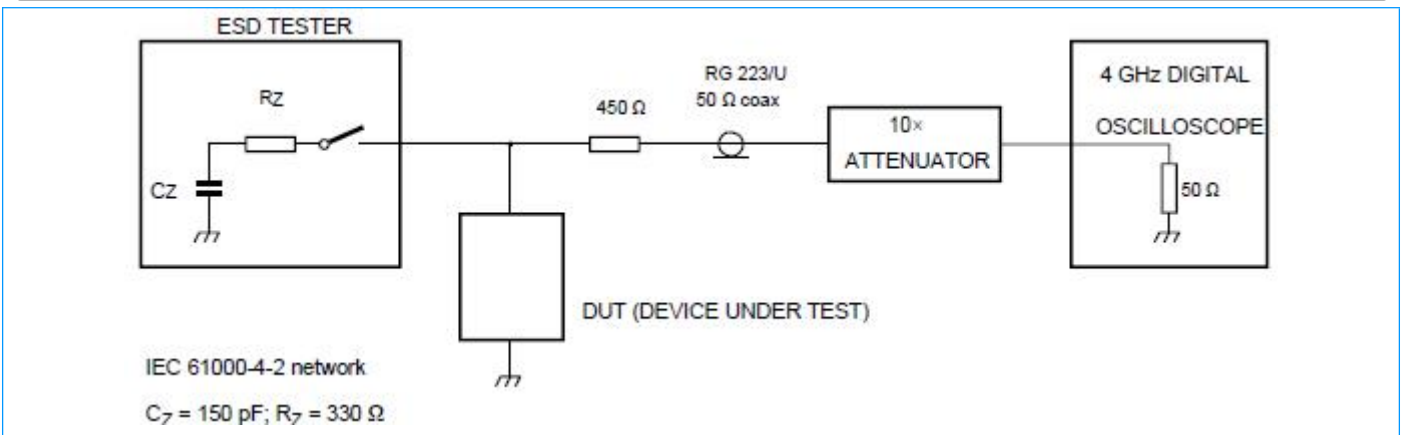 ESD TESTER
RZ
CZ
450 Ω
RG 223/U
50 Ω coax
10×
ATTENUATOR
4 GHz DIGITAL
OSCILLOSCOPE
50 Ω
DUT (DEVICE UNDER TEST)
IEC 61000-4-2 network
CZ = 150 pF; RZ = 330 Ω